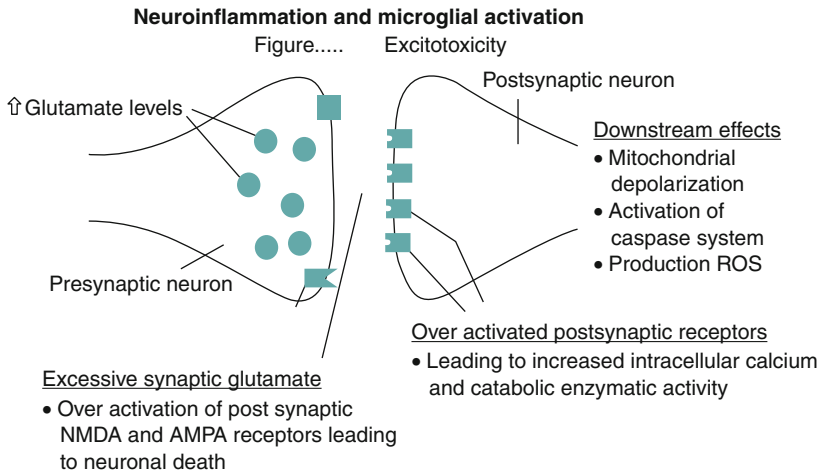 Neuroinflammation and microglial activation
Figure..... Excitotoxicity
⇧Glutamate levels
Presynaptic neuron
Postsynaptic neuron
Downstream effects
• Mitochondrial
depolarization
• Activation of
caspase system
• Production ROS
Over activated postsynaptic receptors
• Leading to increased intracellular calcium
and catabolic enzymatic activity
Excessive synaptic glutamate
• Over activation of post synaptic
NMDA and AMPA receptors leading
to neuronal death